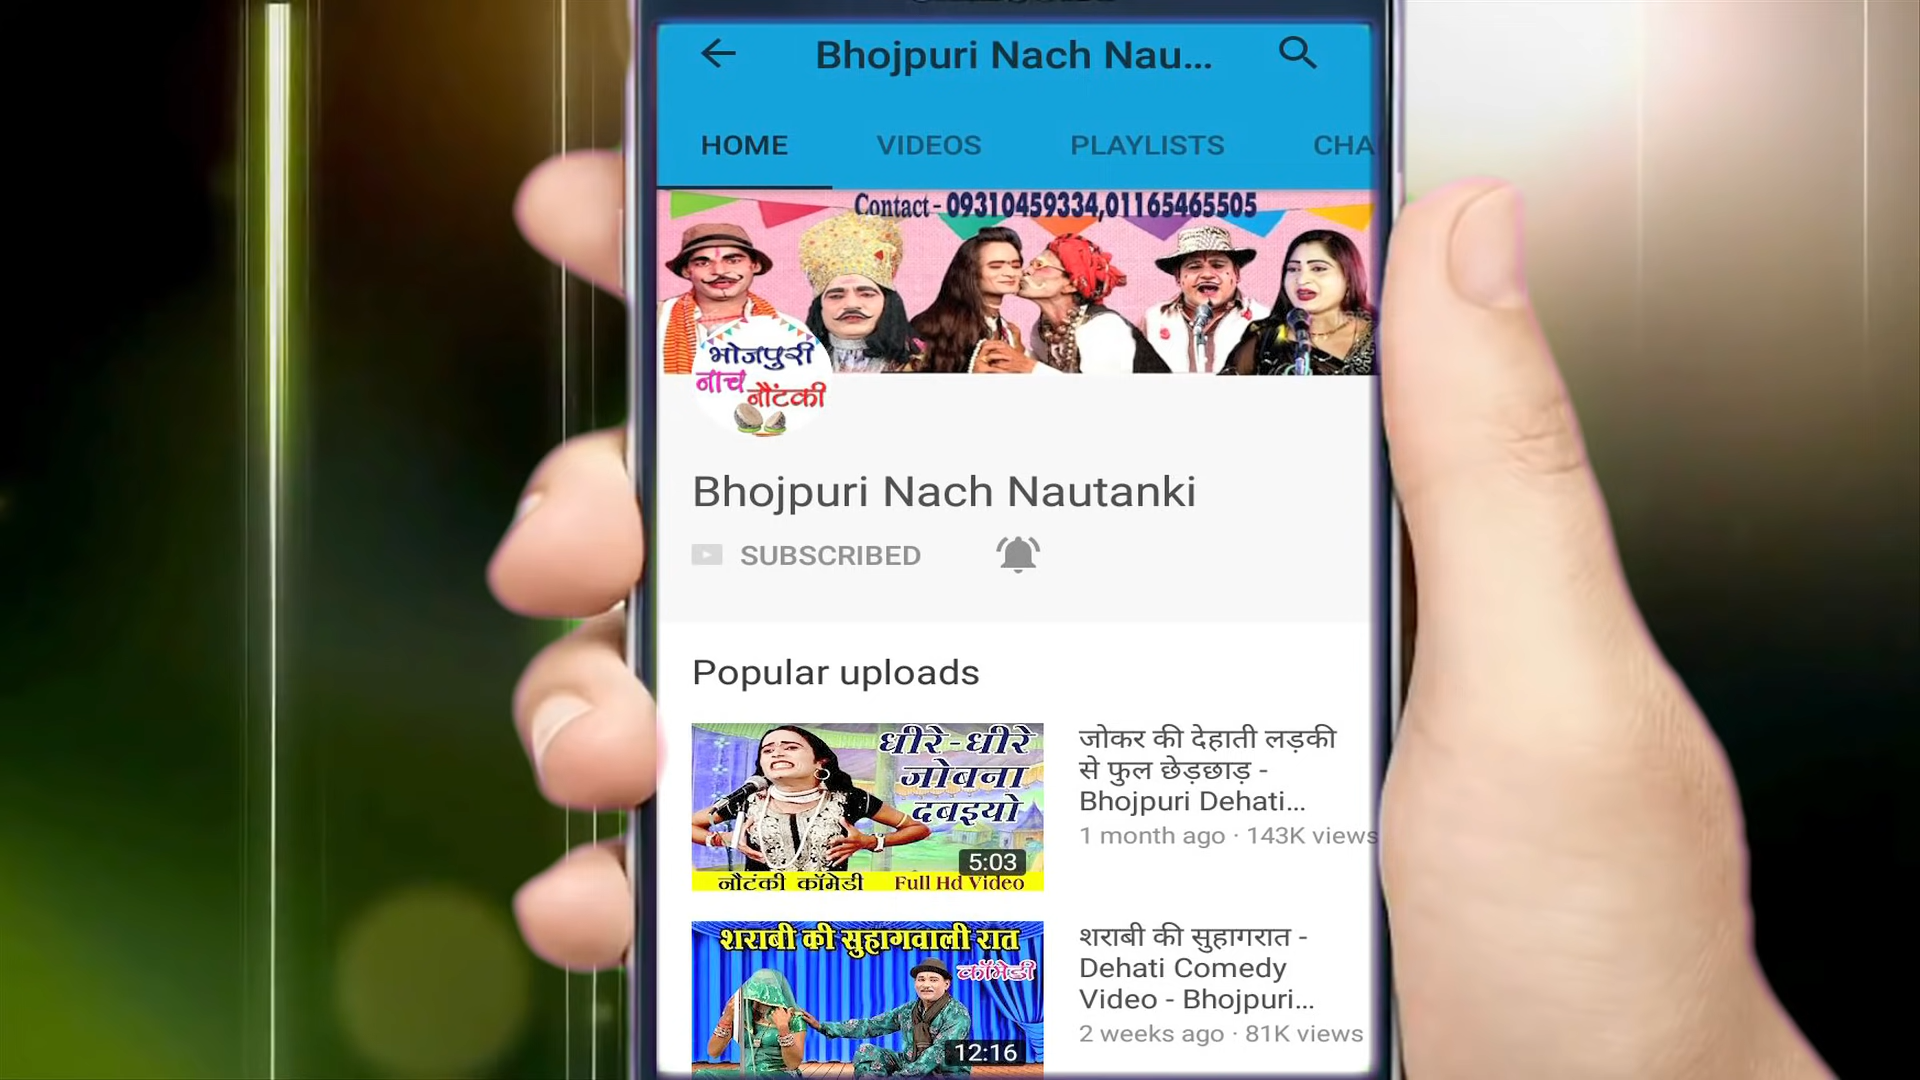 Bhojpuri Nach Nau...
HOME VIDEOS PLAYLISTS CHA
Contact - 09310459334,01165465505
भोजपुरी
नाच
नौटंकी
Bhojpuri Nach Nautanki
SUBSCRIBED
Popular uploads
धीरे-धीरे
जोबना
दबइयो
5:03
नौटंकी कॉमेडी Full Hd Video
जोकर की देहाती लड़की
से फुल छेड़छाड़ -
Bhojpuri Dehati...
1 month ago · 143K views
शराबी की सुहागवाली रात
कॉमेडी
12:16
शराबी की सुहागरात -
Dehati Comedy
Video - Bhojpuri...
2 weeks ago · 81K views